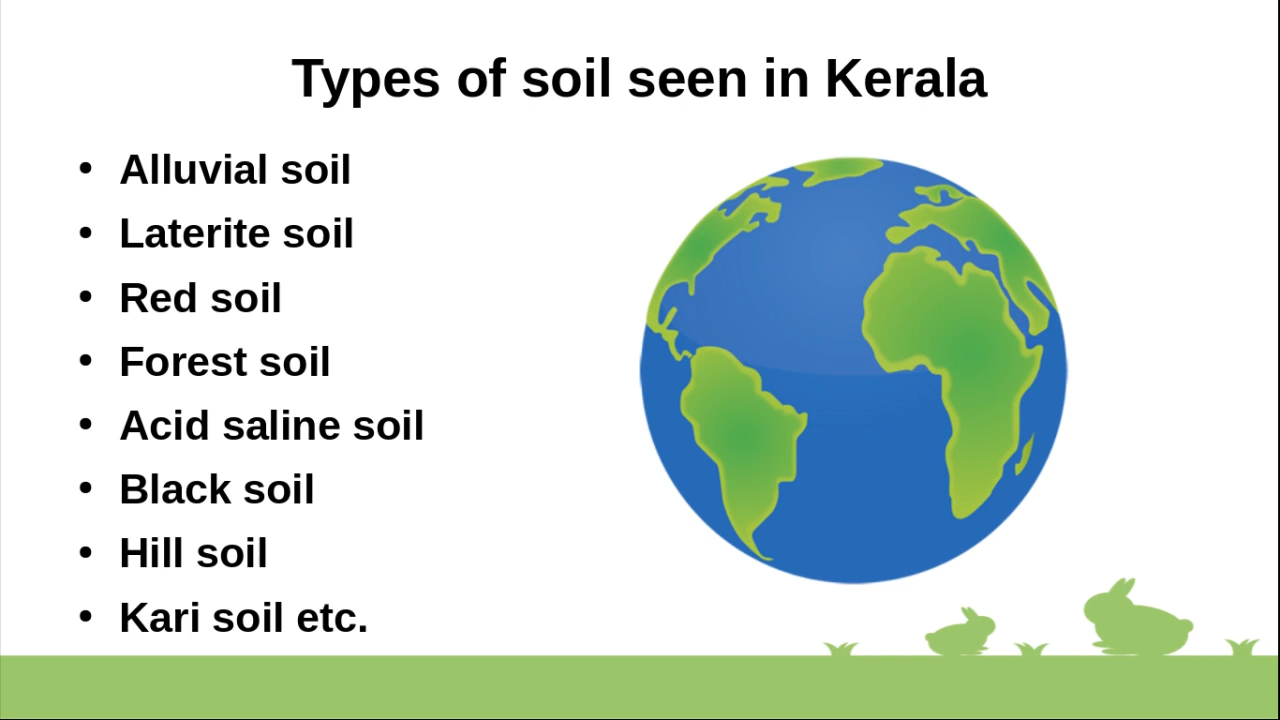 Types of soil seen in Kerala
• Alluvial soil
• Laterite soil
• Red soil
• Forest soil
• Acid saline soil
• Black soil
• Hill soil
• Kari soil etc.